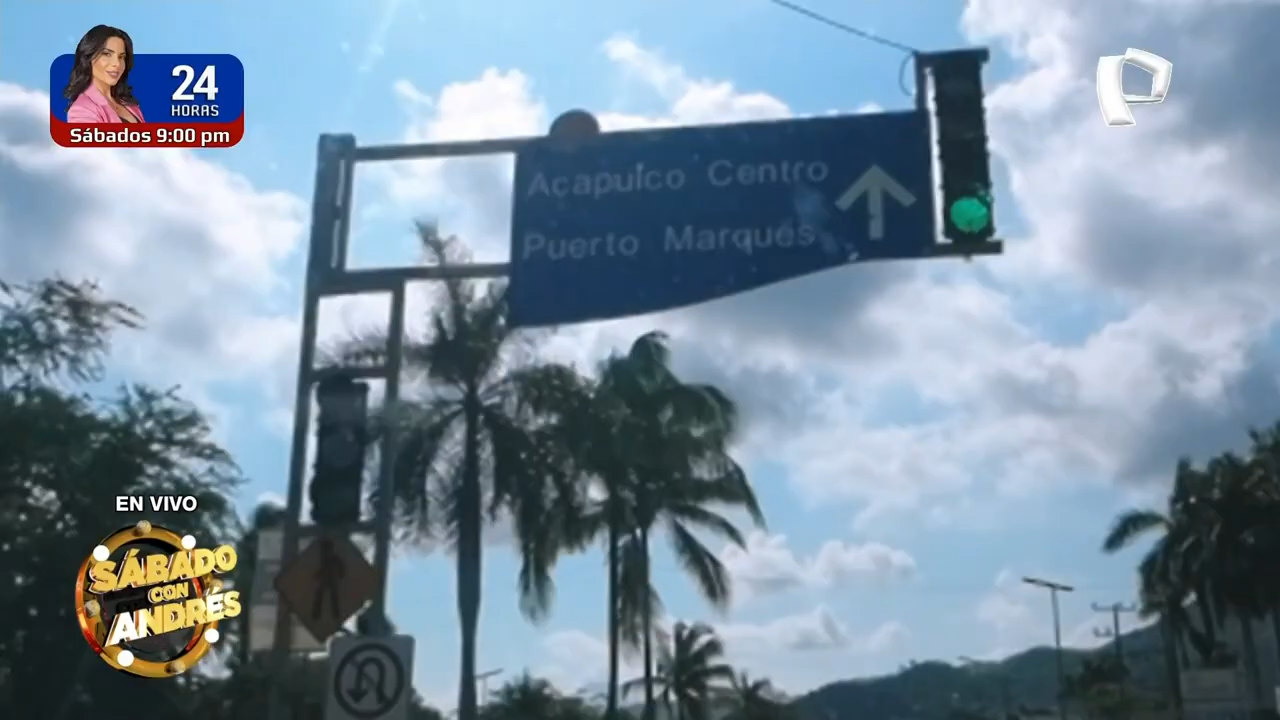 24
HORAS
Sábados 9:00 pm
Acapulco Centro
Puerto Marqués
EN VIVO
SÁBADO
CON
ANDRÉS